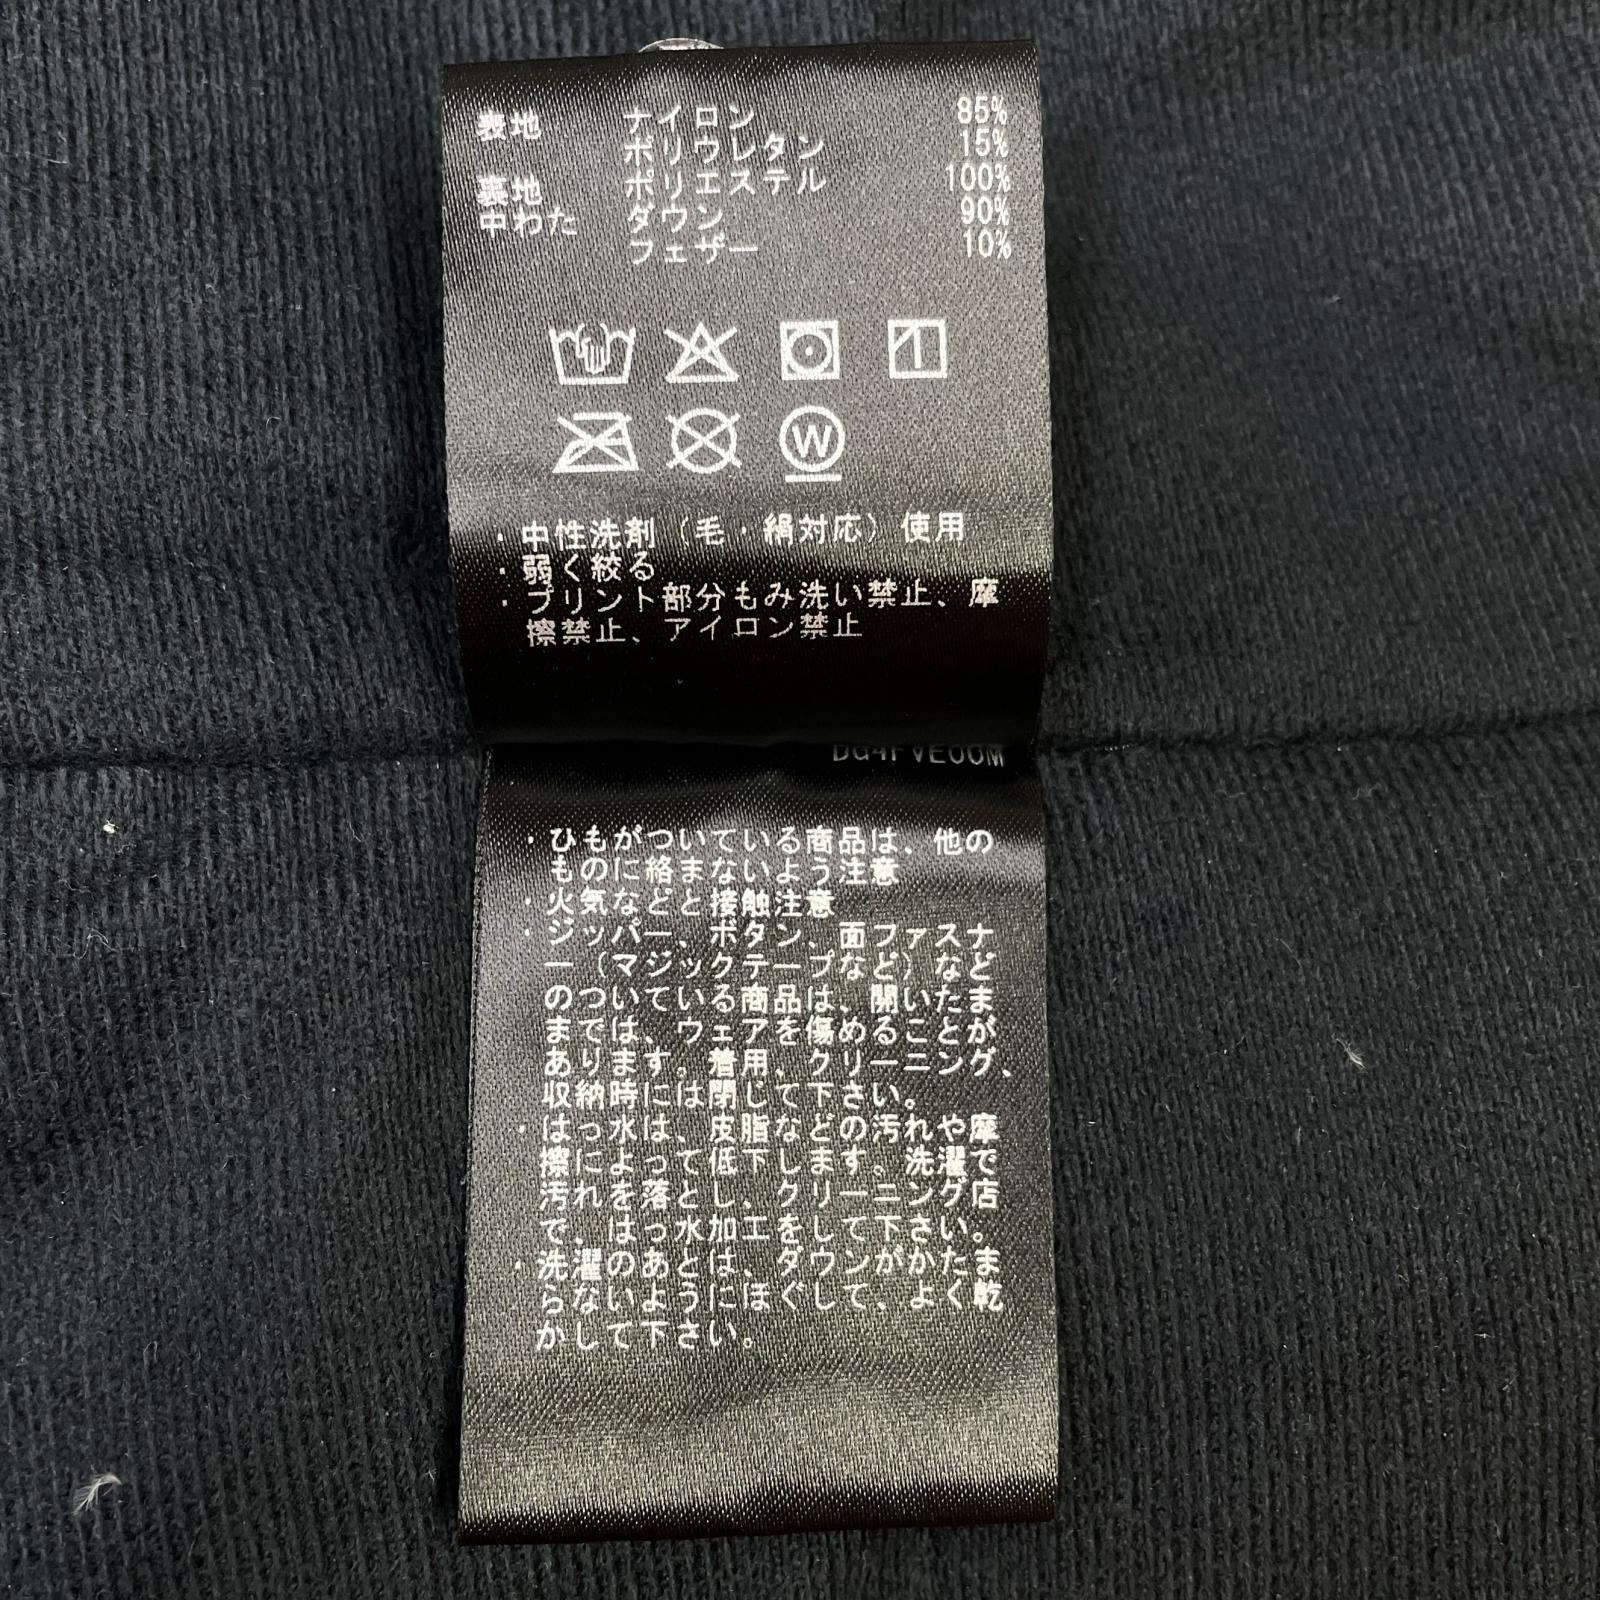 表地 ナイロン 85%
ポリウレタン 15%
裏地 ポリエステル 100%
中わた ダウン 90%
フェザー 10%
W
・中性洗剤（毛・絹対応）使用
・弱く絞る
・プリント部分もみ洗い禁止、摩
擦禁止、アイロン禁止
・ひもがついている商品は、他の
ものに絡まないよう注意
・火気などと接触注意
・ジッパー、ボタン、面ファスナ
ー（マジックテープなど）など
のついている商品は、開いたま
までは、ウェアを傷めることが
あります。着用、クリーニング、
収納時には閉じて下さい。
・はっ水は、皮脂などの汚れや摩
擦によって低下します。洗濯で
汚れを落とし、クリーニング店
で、はっ水加工をして下さい。
・洗濯のあとは、ダウンがかたま
らないようにほぐして、よく乾
かして下さい。